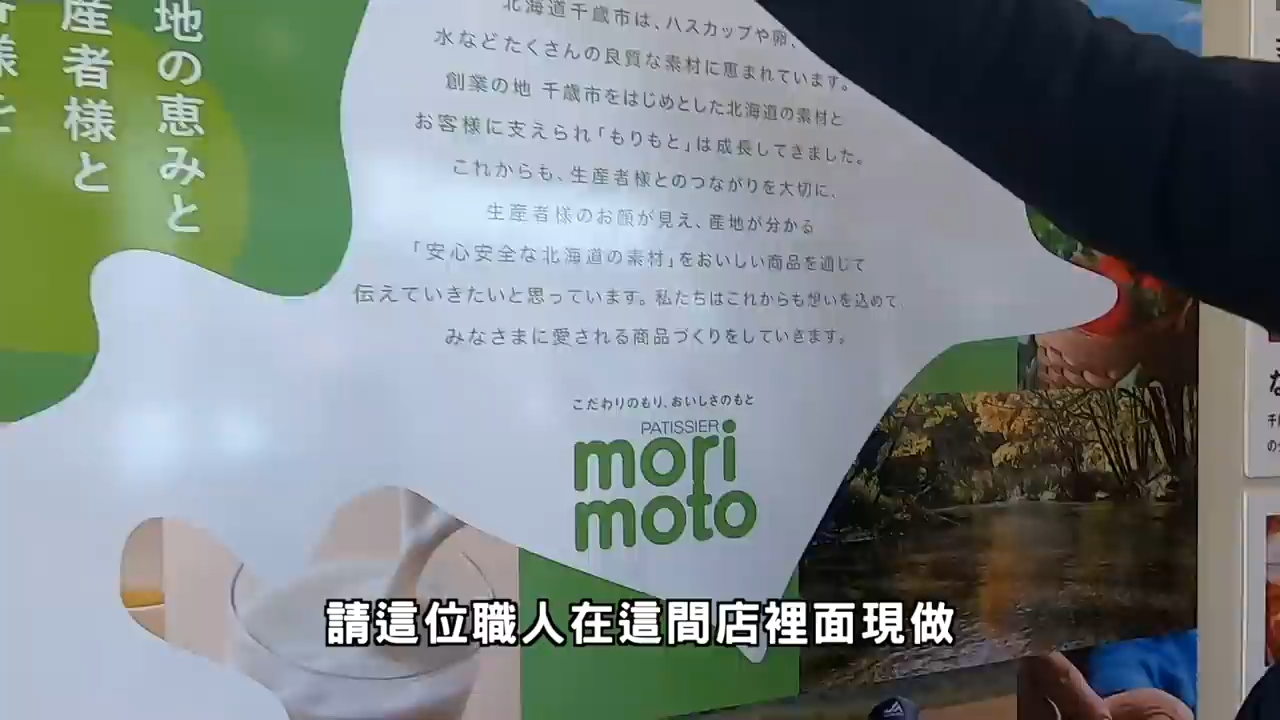 地の恵みと
産者様と
北海道千歳市は、ハスカップや卵、
水などたくさんの良質な素材に恵まれています。
創業の地 千歳市をはじめとした北海道の素材と
お客様に支えられ「もりもと」は成長してきました。
これからも、生産者様とのつながりを大切に、
生産者様のお顔が見え、産地が分かる
「安心安全な北海道の素材」をおいしい商品を通じて
伝えていきたいと思っています。私たちはこれからも想いを込めて、
みなさまに愛される商品づくりをしていきます。
こだわりのもり、おいしさのもと
PATISSIER
mori
moto
請這位職人在這間店裡面現做